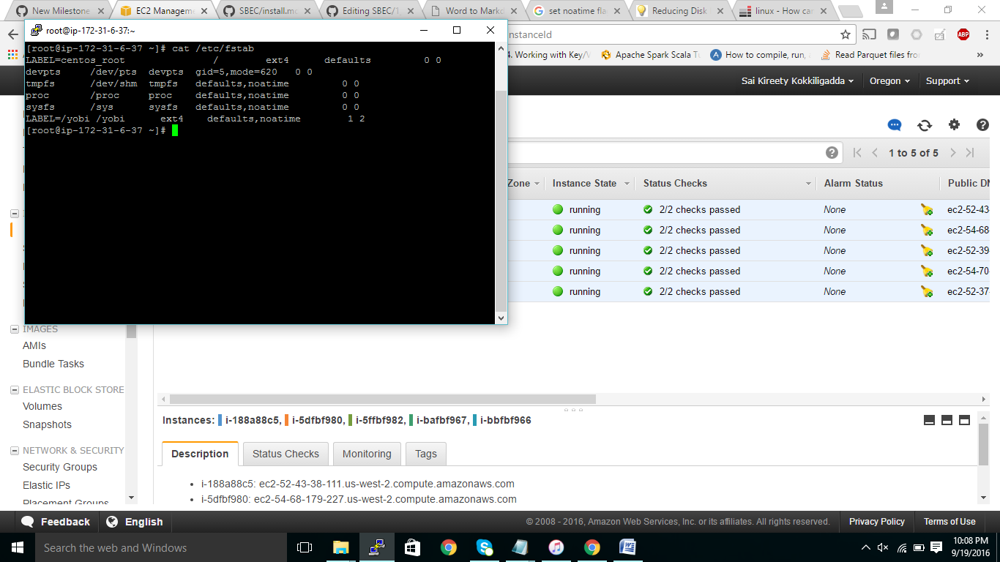 New Milestone
EC2 Managem
SBEC/install.md
Editing SBEC/1_
Word to Markd
set noatime fla
Reducing Disk
linux - How can
root@ip-172-31-6-37:~
nstanceId
ABP
4. Working with Key/V
Apache Spark Scala Tu
How to compile, run,
Read Parquet files fro
»
[root@ip-172-31-6-37 ~]# cat /etc/fstab
LABEL=centos_root / ext4 defaults 0 0
devpts /dev/pts devpts gid=5,mode=620 0 0
tmpfs /dev/shm tmpfs defaults,noatime 0 0
proc /proc proc defaults,noatime 0 0
sysfs /sys sysfs defaults,noatime 0 0
LABEL=/yobi /yobi ext4 defaults,noatime 1 2
[root@ip-172-31-6-37 ~]#
Sai Kireety Kokkiligadda
Oregon
Support
1 to 5 of 5
Zone
Instance State
Status Checks
Alarm Status
Public DN
running 2/2 checks passed None ec2-52-43-
running 2/2 checks passed None ec2-54-68-
running 2/2 checks passed None ec2-52-39-
running 2/2 checks passed None ec2-54-70-
running 2/2 checks passed None ec2-52-37-
IMAGES
AMIs
Bundle Tasks
ELASTIC BLOCK STORE
Volumes
Snapshots
NETWORK & SECURITY
Security Groups
Elastic IPs
Placement Groups
Instances: i-188a88c5, i-5dfbf980, i-5ffbf982, i-bafbf967, i-bbfbf966
Description
Status Checks
Monitoring
Tags
i-188a88c5: ec2-52-43-38-111.us-west-2.compute.amazonaws.com
i-5dfbf980: ec2-54-68-179-227.us-west-2.compute.amazonaws.com
Feedback
English
© 2008 - 2016, Amazon Web Services, Inc. or its affiliates. All rights reserved.
Privacy Policy
Terms of Use
Search the web and Windows
10:08 PM
9/19/2016